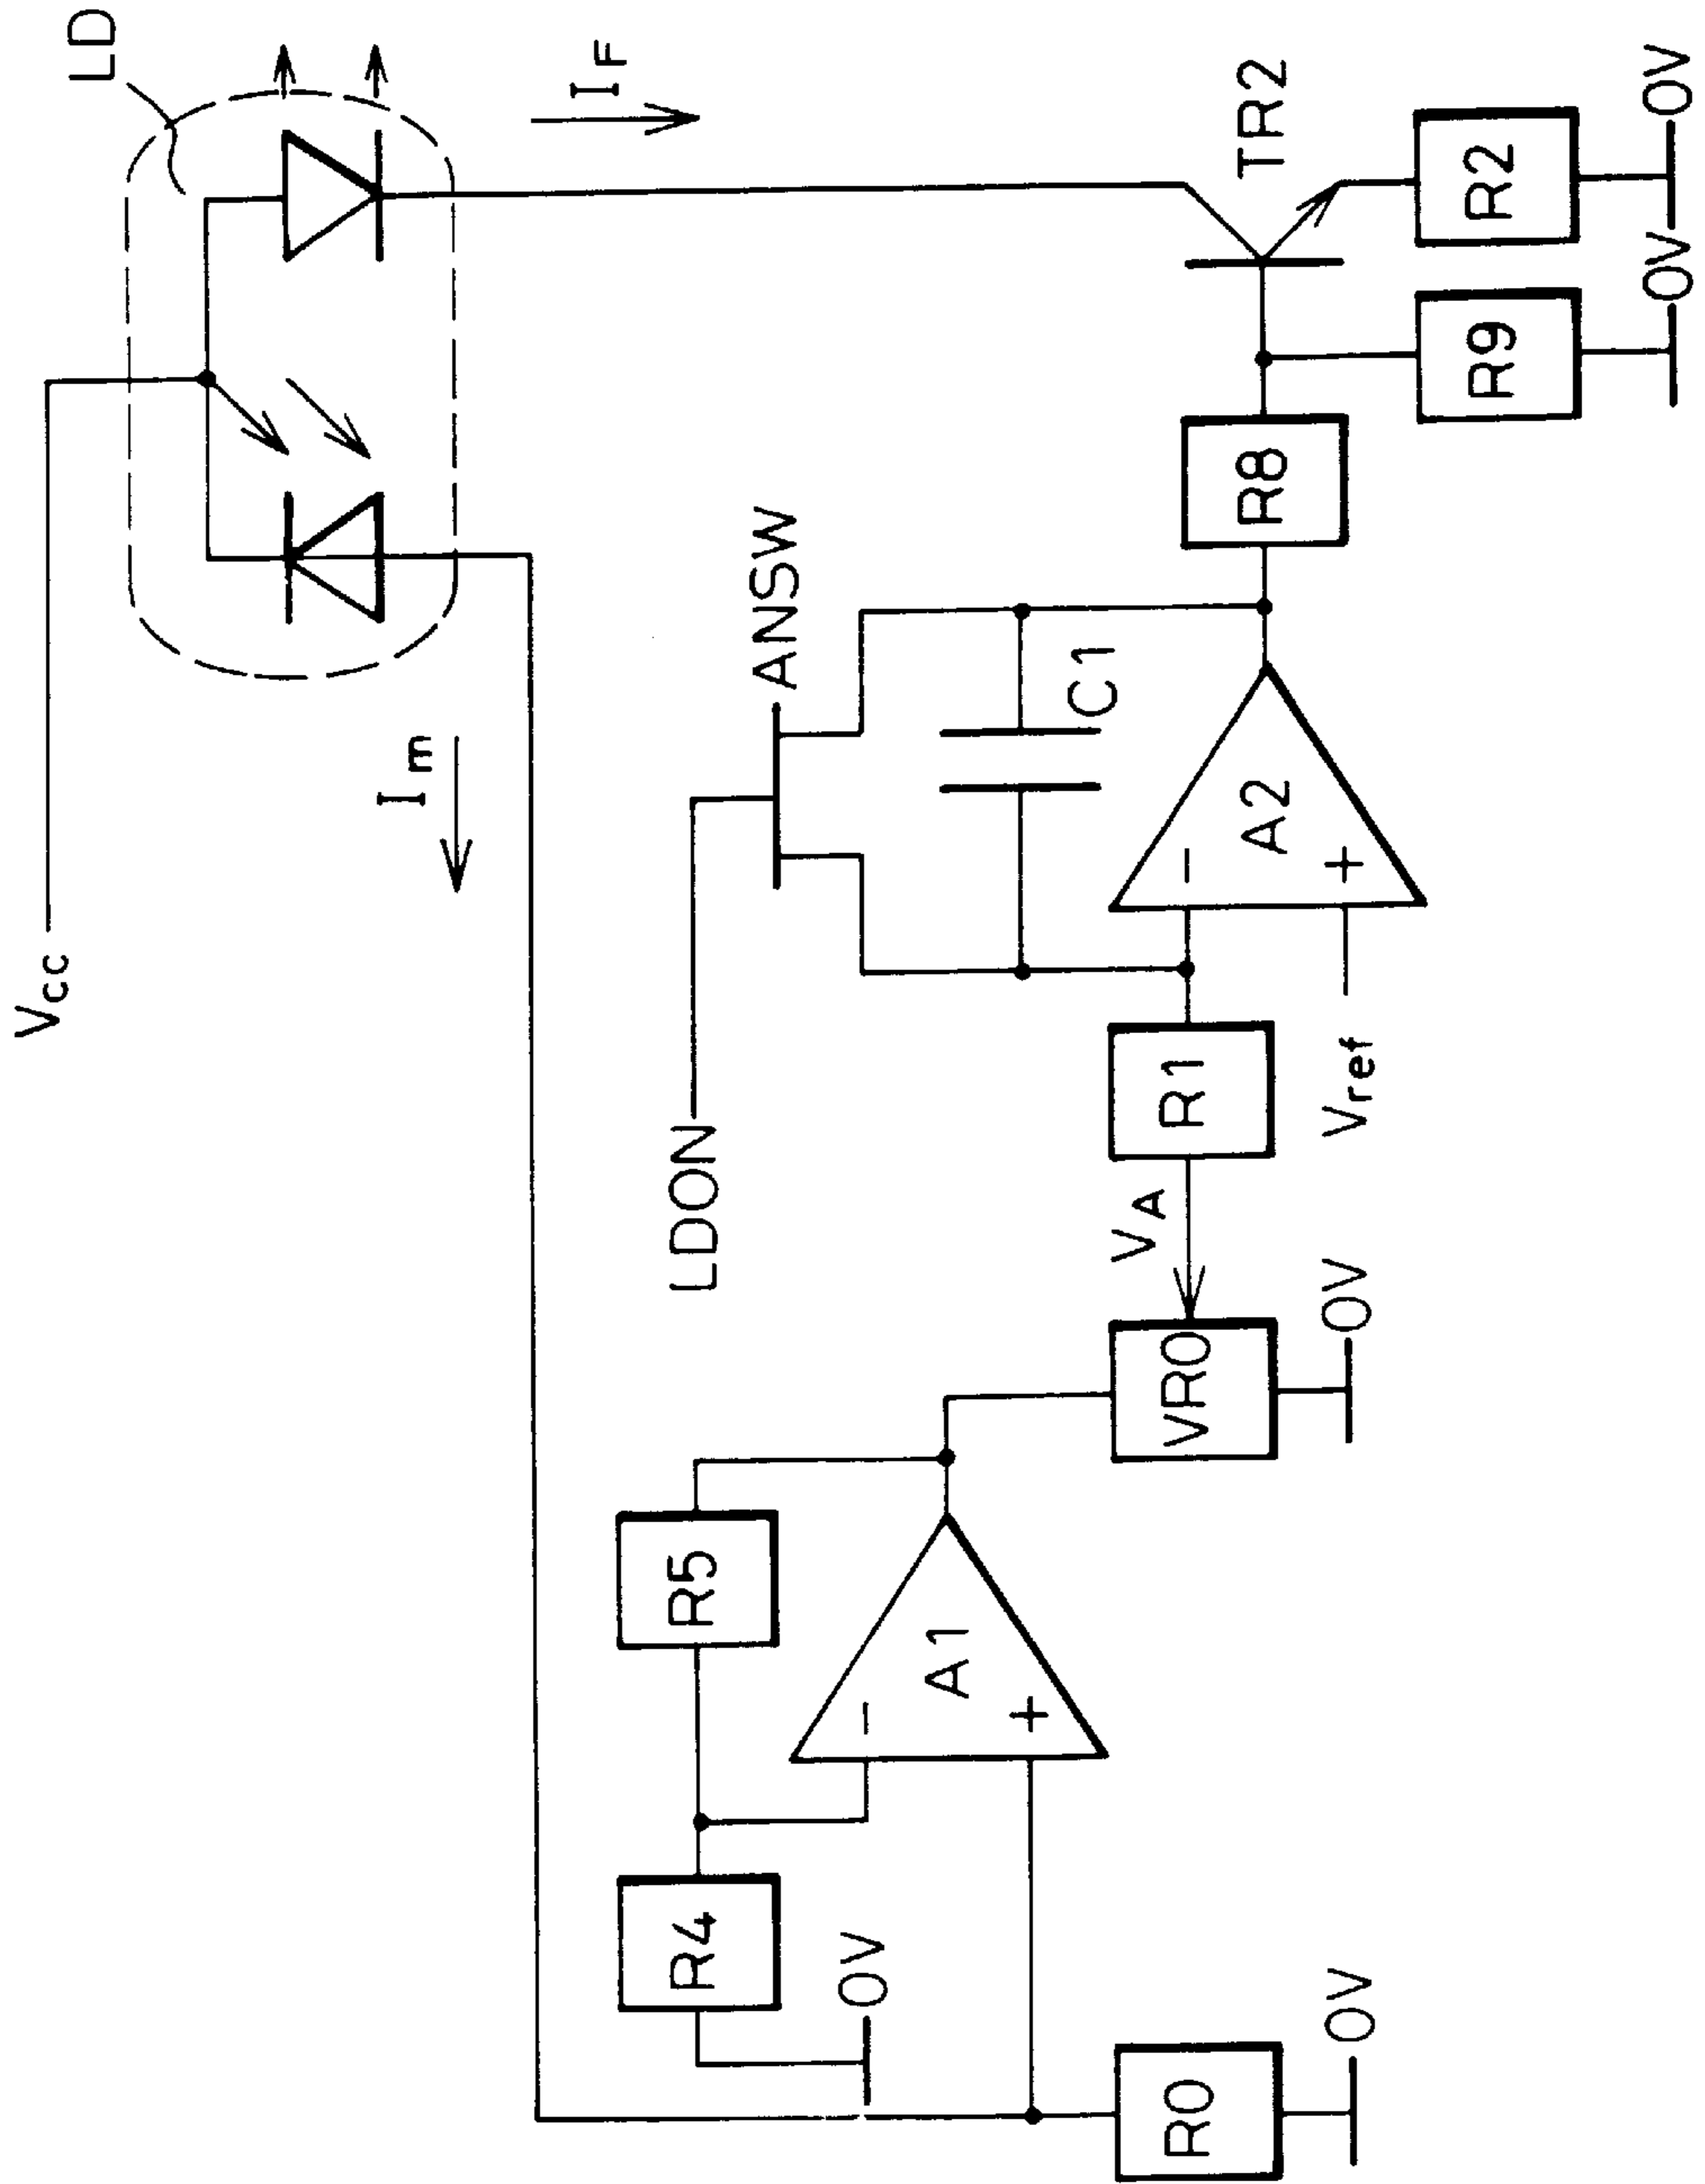 LD
Vcc
Im
IF
LDON
ANSW
C1
R5
R4
A1
-
+
0V
R0
0V
VR0
0V
VA
R1
Vref
A2
-
+
R8
TR2
R9
0V
R2
0V